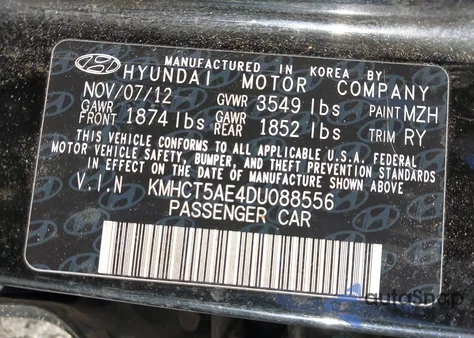 MANUFACTURED IN KOREA BY
HYUNDAI MOTOR COMPANY
NOV/07/12 GVWR 3549 lbs PAINT MZH
GAWR FRONT 1874 lbs GAWR REAR 1852 lbs TRIM RY
THIS VEHICLE CONFORMS TO ALL APPLICABLE U.S.A. FEDERAL
MOTOR VEHICLE SAFETY, BUMPER, AND THEFT PREVENTION STANDARDS
IN EFFECT ON THE DATE OF MANUFACTURE SHOWN ABOVE
V.I.N KMHCT5AE4DU088556
PASSENGER CAR
autoSnap